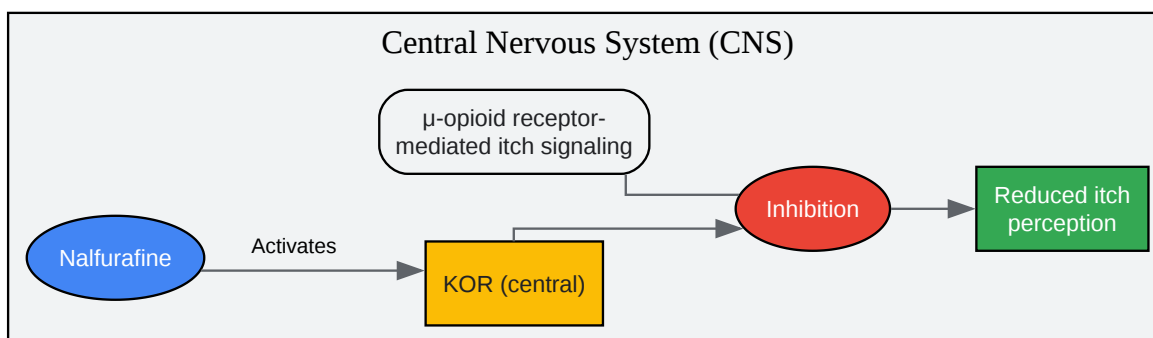 Central Nervous System (CNS)
μ-opioid receptor-
mediated itch signaling
Inhibition
Reduced itch
perception
Nalfurafine
Activates
KOR (central)